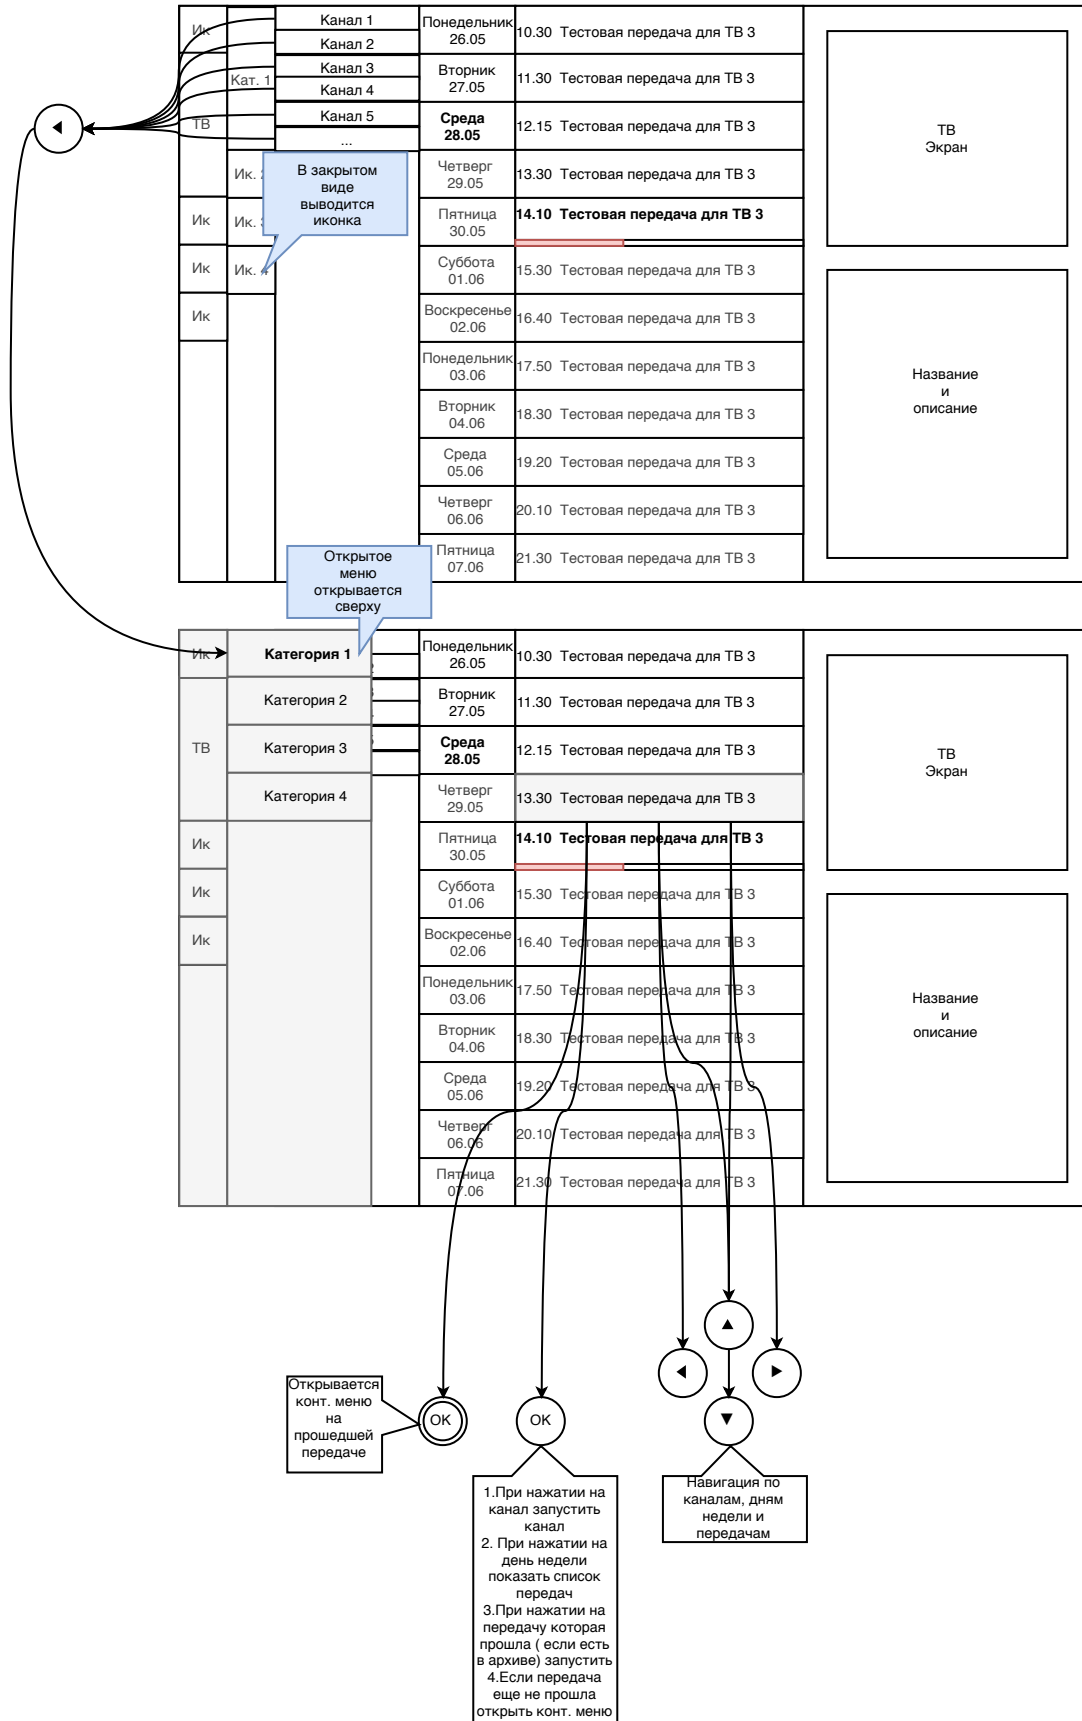 Ик
ТВ
Ик
Ик
Ик
Кат. 1
Ик.
Ик.
Ик. 4
Канал 1
Канал 2
Канал 3
Канал 4
Канал 5
...
В закрытом
виде
выводится
иконка
Понедельник
26.05
Вторник
27.05
Среда
28.05
Четверг
29.05
Пятница
30.05
Суббота
01.06
Воскресенье
02.06
Понедельник
03.06
Вторник
04.06
Среда
05.06
Четверг
06.06
Пятница
07.06
10.30 Тестовая передача для ТВ 3
11.30 Тестовая передача для ТВ 3
12.15 Тестовая передача для ТВ 3
13.30 Тестовая передача для ТВ 3
14.10 Тестовая передача для ТВ 3
15.30 Тестовая передача для ТВ 3
16.40 Тестовая передача для ТВ 3
17.50 Тестовая передача для ТВ 3
18.30 Тестовая передача для ТВ 3
19.20 Тестовая передача для ТВ 3
20.10 Тестовая передача для ТВ 3
21.30 Тестовая передача для ТВ 3
ТВ
Экран
Название
и
описание
Открытое
меню
открывается
сверху
Ик
ТВ
Ик
Ик
Ик
Категория 1
Категория 2
Категория 3
Категория 4
Понедельник
26.05
Вторник
27.05
Среда
28.05
Четверг
29.05
Пятница
30.05
Суббота
01.06
Воскресенье
02.06
Понедельник
03.06
Вторник
04.06
Среда
05.06
Четверг
06.06
Пятница
07.06
10.30 Тестовая передача для ТВ 3
11.30 Тестовая передача для ТВ 3
12.15 Тестовая передача для ТВ 3
13.30 Тестовая передача для ТВ 3
14.10 Тестовая передача для ТВ 3
15.30 Тестовая передача для ТВ 3
16.40 Тестовая передача для ТВ 3
17.50 Тестовая передача для ТВ 3
18.30 Тестовая передача для ТВ 3
19.20 Тестовая передача для ТВ 3
20.10 Тестовая передача для ТВ 3
21.30 Тестовая передача для ТВ 3
ТВ
Экран
Название
и
описание
Открывается
конт. меню
на
прошедшей
передаче
ОК
ОК
1.При нажатии на
канал запустить
канал
2. При нажатии на
день недели
показать список
передач
3.При нажатии на
передачу которая
прошла ( если есть
в архиве) запустить
4.Если передача
еще не прошла
открыть конт. меню
Навигация по
каналам, дням
недели и
передачам